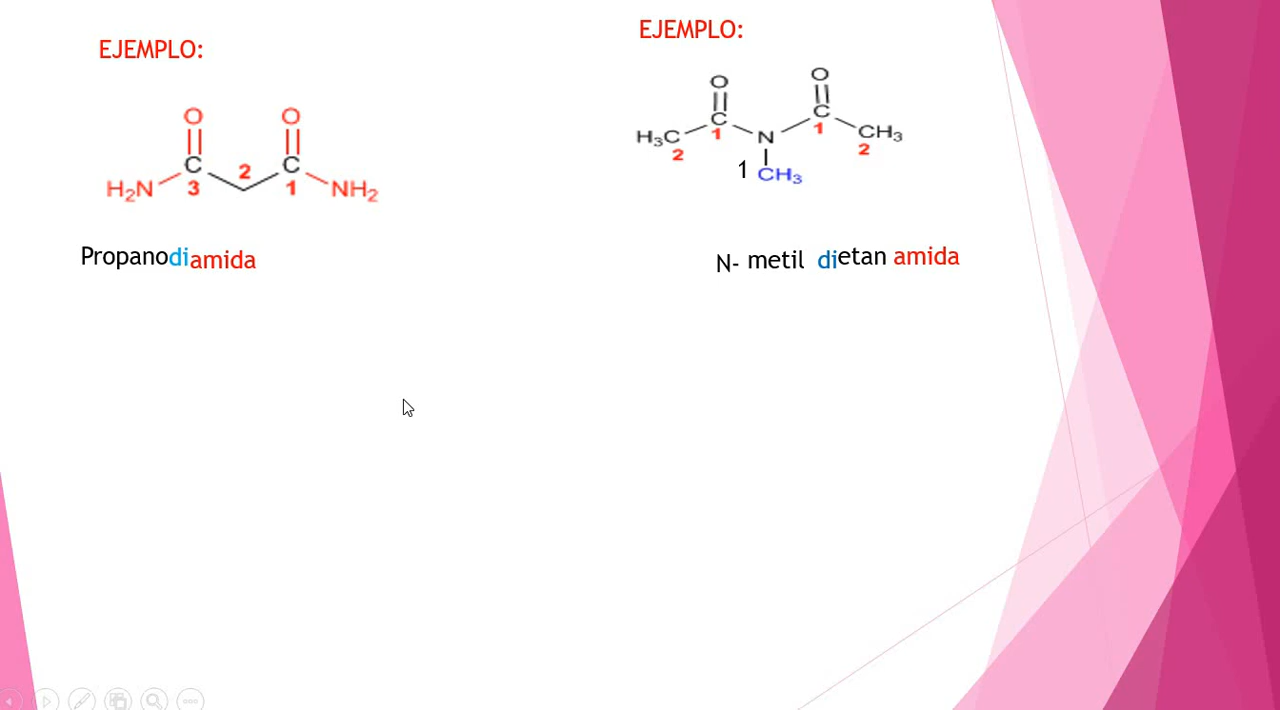 EJEMPLO:
O O
C 2 C
H₂N 3 1 NH₂
Propanodiamida
EJEMPLO:
O O
C C
H₃C 1 N 1 CH₃
2 2
1 CH₃
N- metil dietan amida